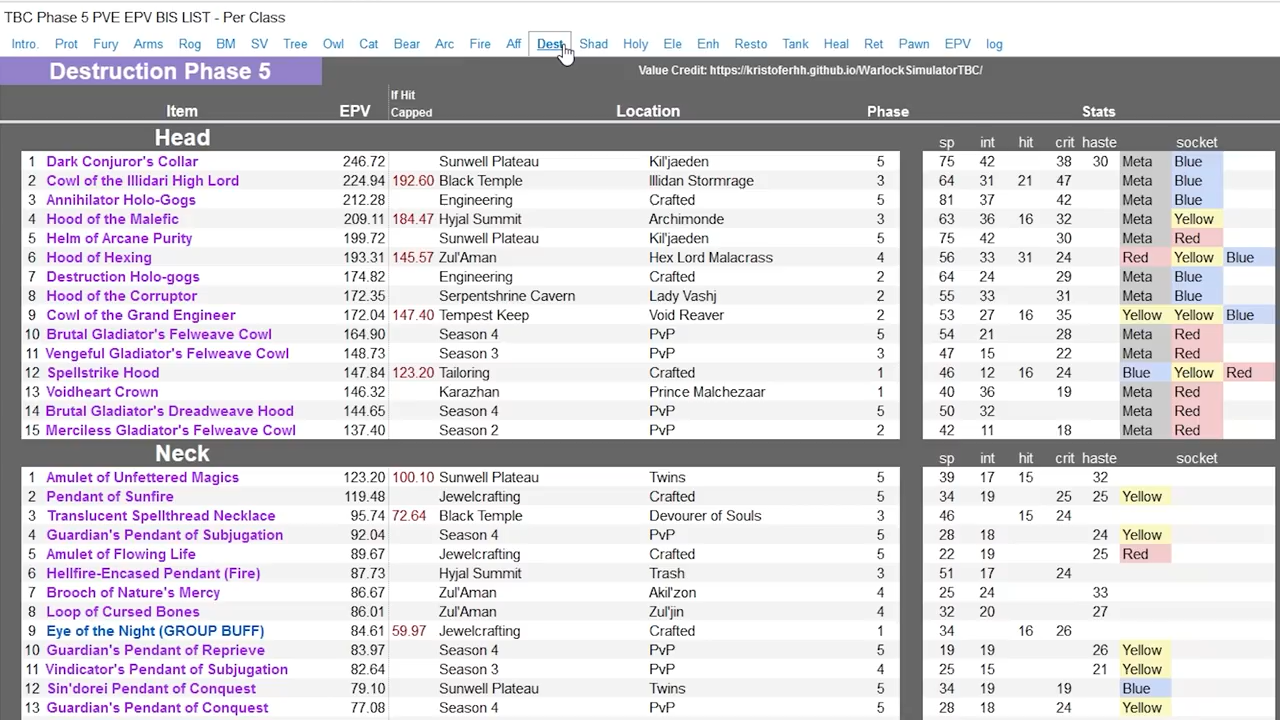 TBC Phase 5 PVE EPV BIS LIST - Per Class
Intro. Prot Fury Arms Rog BM SV Tree Owl Cat Bear Arc Fire Aff Dest Shad Holy Ele Enh Resto Tank Heal Ret Pawn EPV log
Destruction Phase 5 Value Credit: https://kristoferhh.github.io/WarlockSimulatorTBC/
Item EPV If Hit Capped Location Phase Stats
Head sp int hit crit haste socket
1 Dark Conjuror's Collar 246.72 Sunwell Plateau Kil'jaeden 5 75 42 38 30 Meta Blue
2 Cowl of the Illidari High Lord 224.94 192.60 Black Temple Illidan Stormrage 3 64 31 21 47 Meta Blue
3 Annihilator Holo-Gogs 212.28 Engineering Crafted 5 81 37 42 Meta Blue
4 Hood of the Malefic 209.11 184.47 Hyjal Summit Archimonde 3 63 36 16 32 Meta Yellow
5 Helm of Arcane Purity 199.72 Sunwell Plateau Kil'jaeden 5 75 42 30 Meta Red
6 Hood of Hexing 193.31 145.57 Zul'Aman Hex Lord Malacrass 4 56 33 31 24 Red Yellow Blue
7 Destruction Holo-gogs 174.82 Engineering Crafted 2 64 24 29 Meta Blue
8 Hood of the Corruptor 172.35 Serpentshrine Cavern Lady Vashj 2 55 33 31 Meta Blue
9 Cowl of the Grand Engineer 172.04 147.40 Tempest Keep Void Reaver 2 53 27 16 35 Yellow Yellow Blue
10 Brutal Gladiator's Felweave Cowl 164.90 Season 4 PvP 5 54 21 28 Meta Red
11 Vengeful Gladiator's Felweave Cowl 148.73 Season 3 PvP 3 47 15 22 Meta Red
12 Spellstrike Hood 147.84 123.20 Tailoring Crafted 1 46 12 16 24 Blue Yellow Red
13 Voidheart Crown 146.32 Karazhan Prince Malchezaar 1 40 36 19 Meta Red
14 Brutal Gladiator's Dreadweave Hood 144.65 Season 4 PvP 5 50 32 Meta Red
15 Merciless Gladiator's Felweave Cowl 137.40 Season 2 PvP 2 42 11 18 Meta Red
Neck sp int hit crit haste socket
1 Amulet of Unfettered Magics 123.20 100.10 Sunwell Plateau Twins 5 39 17 15 32
2 Pendant of Sunfire 119.48 Jewelcrafting Crafted 5 34 19 25 25 Yellow
3 Translucent Spellthread Necklace 95.74 72.64 Black Temple Devourer of Souls 3 46 15 24
4 Guardian's Pendant of Subjugation 92.04 Season 4 PvP 5 28 18 24 Yellow
5 Amulet of Flowing Life 89.67 Jewelcrafting Crafted 5 22 19 25 Red
6 Hellfire-Encased Pendant (Fire) 87.73 Hyjal Summit Trash 3 51 17 24
7 Brooch of Nature's Mercy 86.67 Zul'Aman Akil'zon 4 25 24 33
8 Loop of Cursed Bones 86.01 Zul'Aman Zul'jin 4 32 20 27
9 Eye of the Night (GROUP BUFF) 84.61 59.97 Jewelcrafting Crafted 1 34 16 26
10 Guardian's Pendant of Reprieve 83.97 Season 4 PvP 5 19 19 26 Yellow
11 Vindicator's Pendant of Subjugation 82.64 Season 3 PvP 4 25 15 21 Yellow
12 Sin'dorei Pendant of Conquest 79.10 Sunwell Plateau Twins 5 34 19 19 Blue
13 Guardian's Pendant of Conquest 77.08 Season 4 PvP 5 28 18 24 Yellow